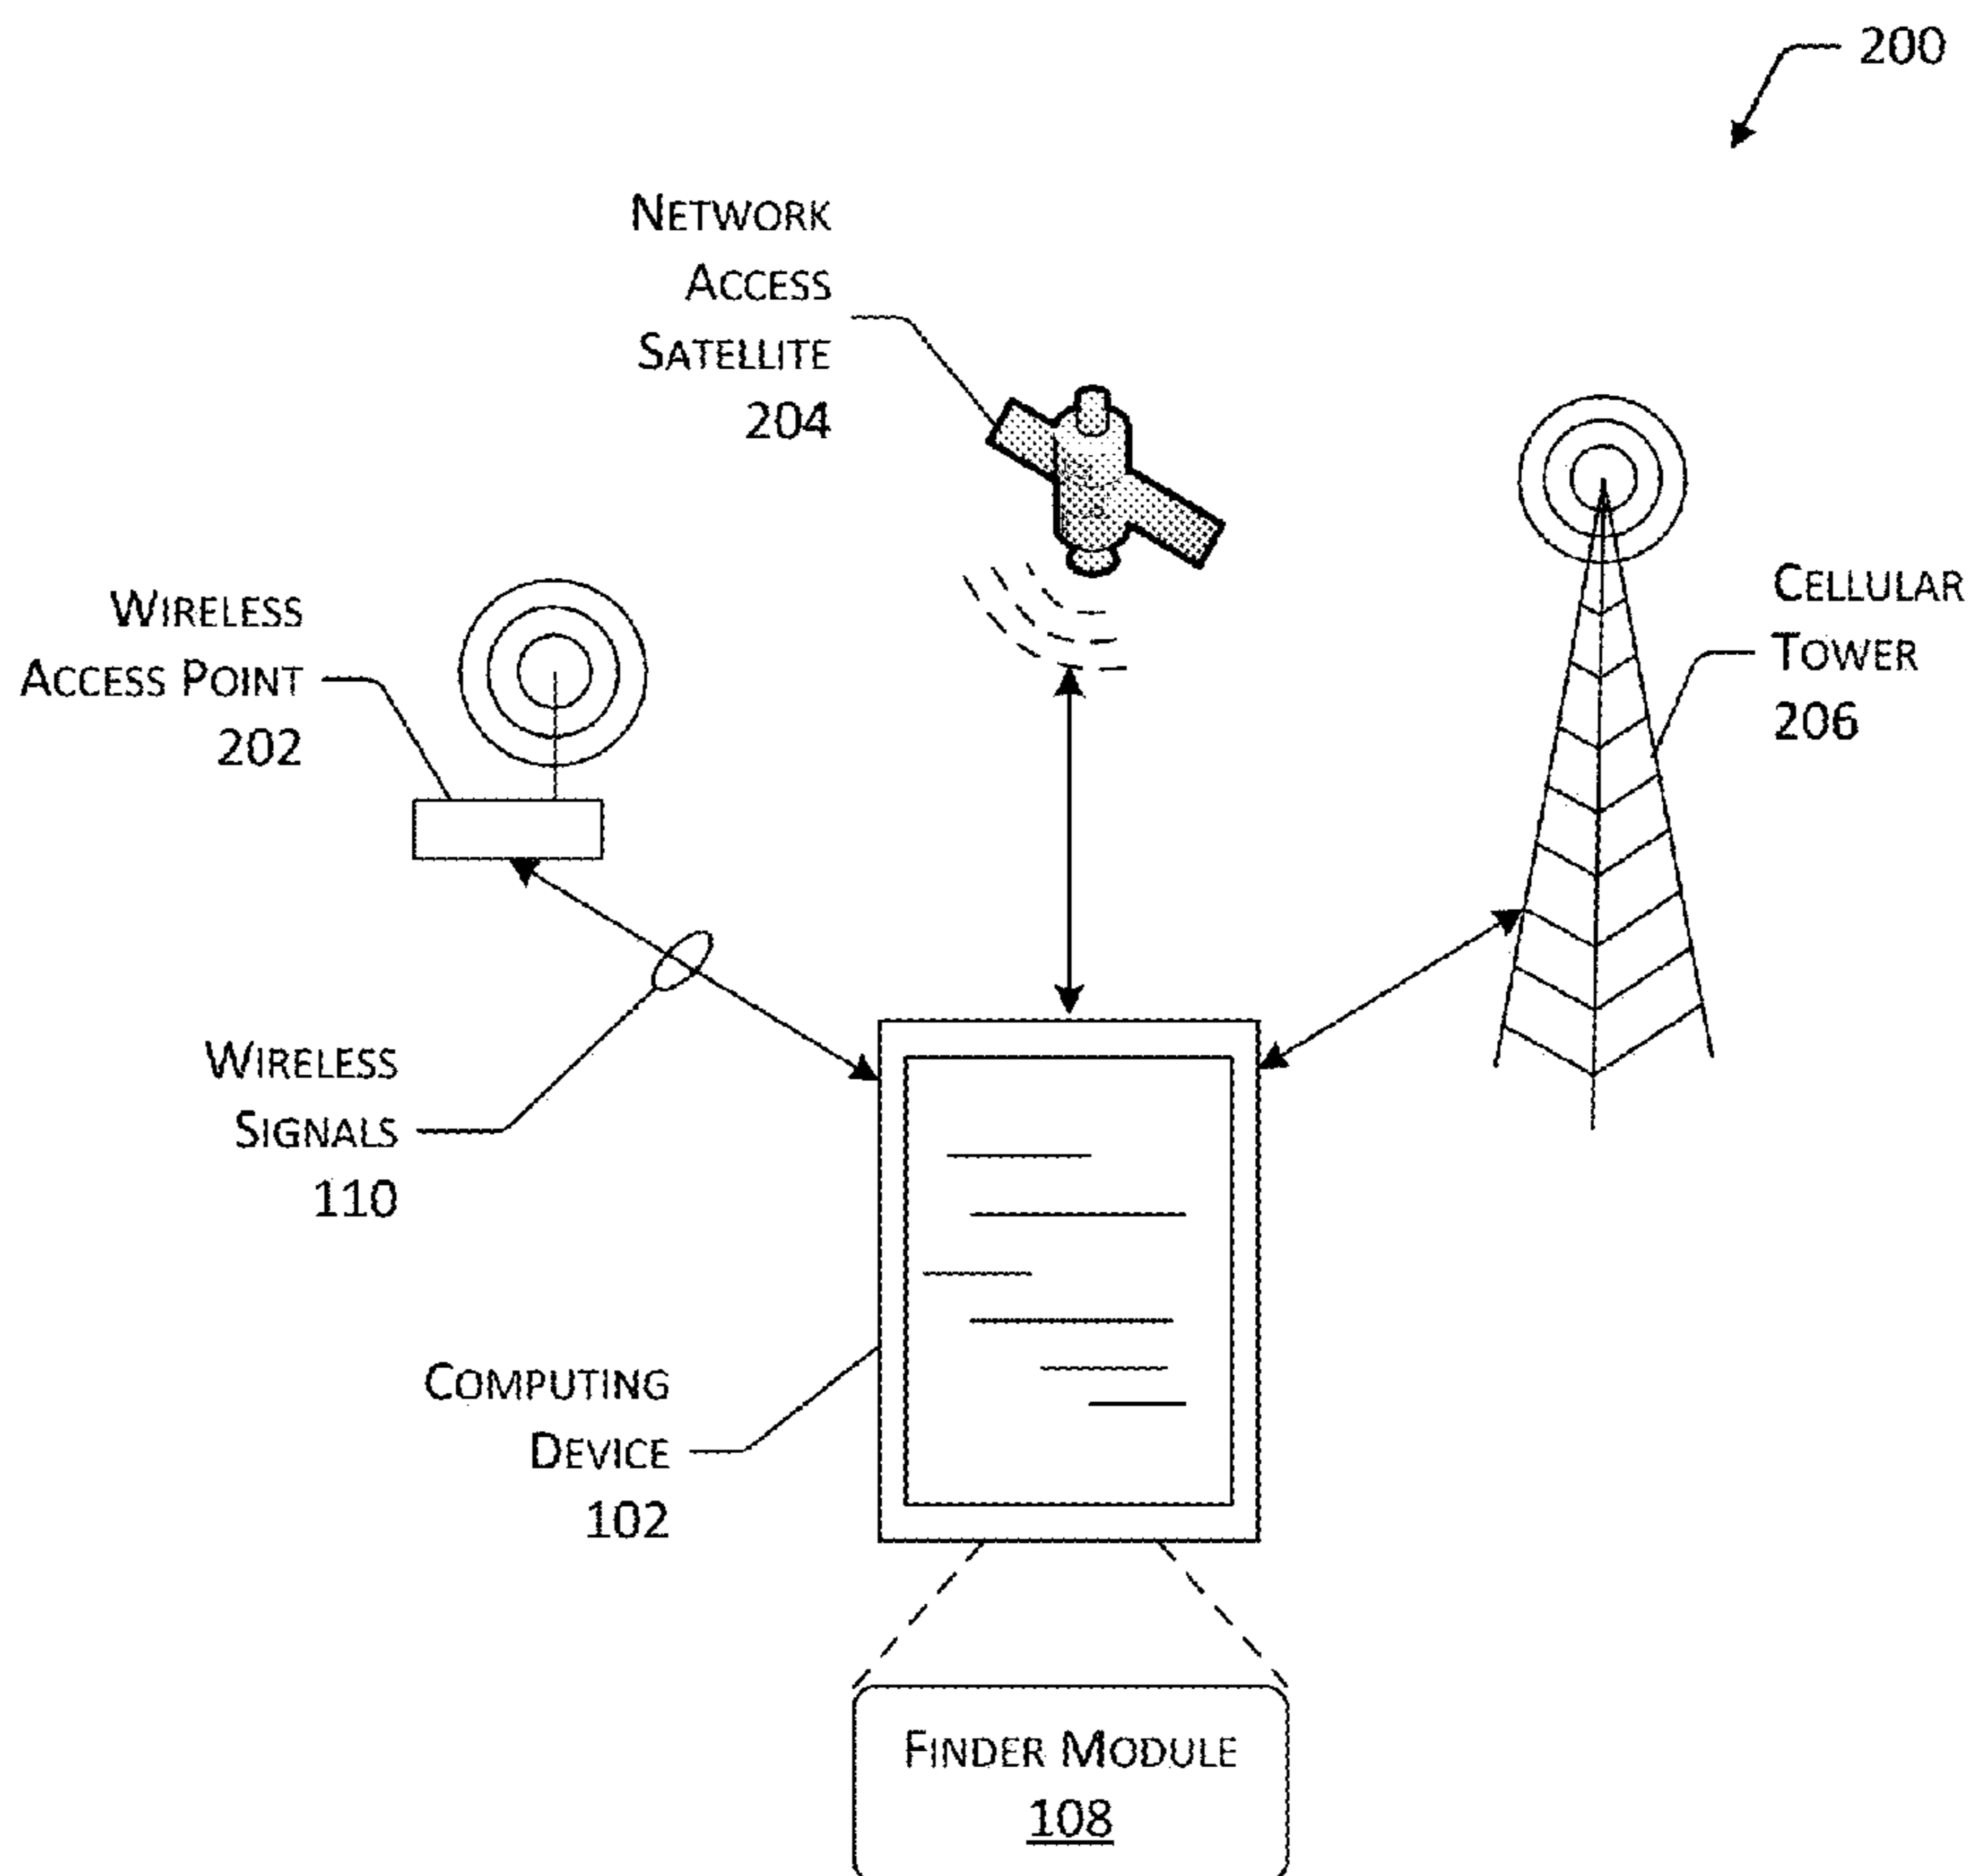 200
NETWORK
ACCESS
SATELLITE
204
WIRELESS
ACCESS POINT
202
CELLULAR
TOWER
206
WIRELESS
SIGNALS
110
COMPUTING
DEVICE
102
FINDER MODULE
108